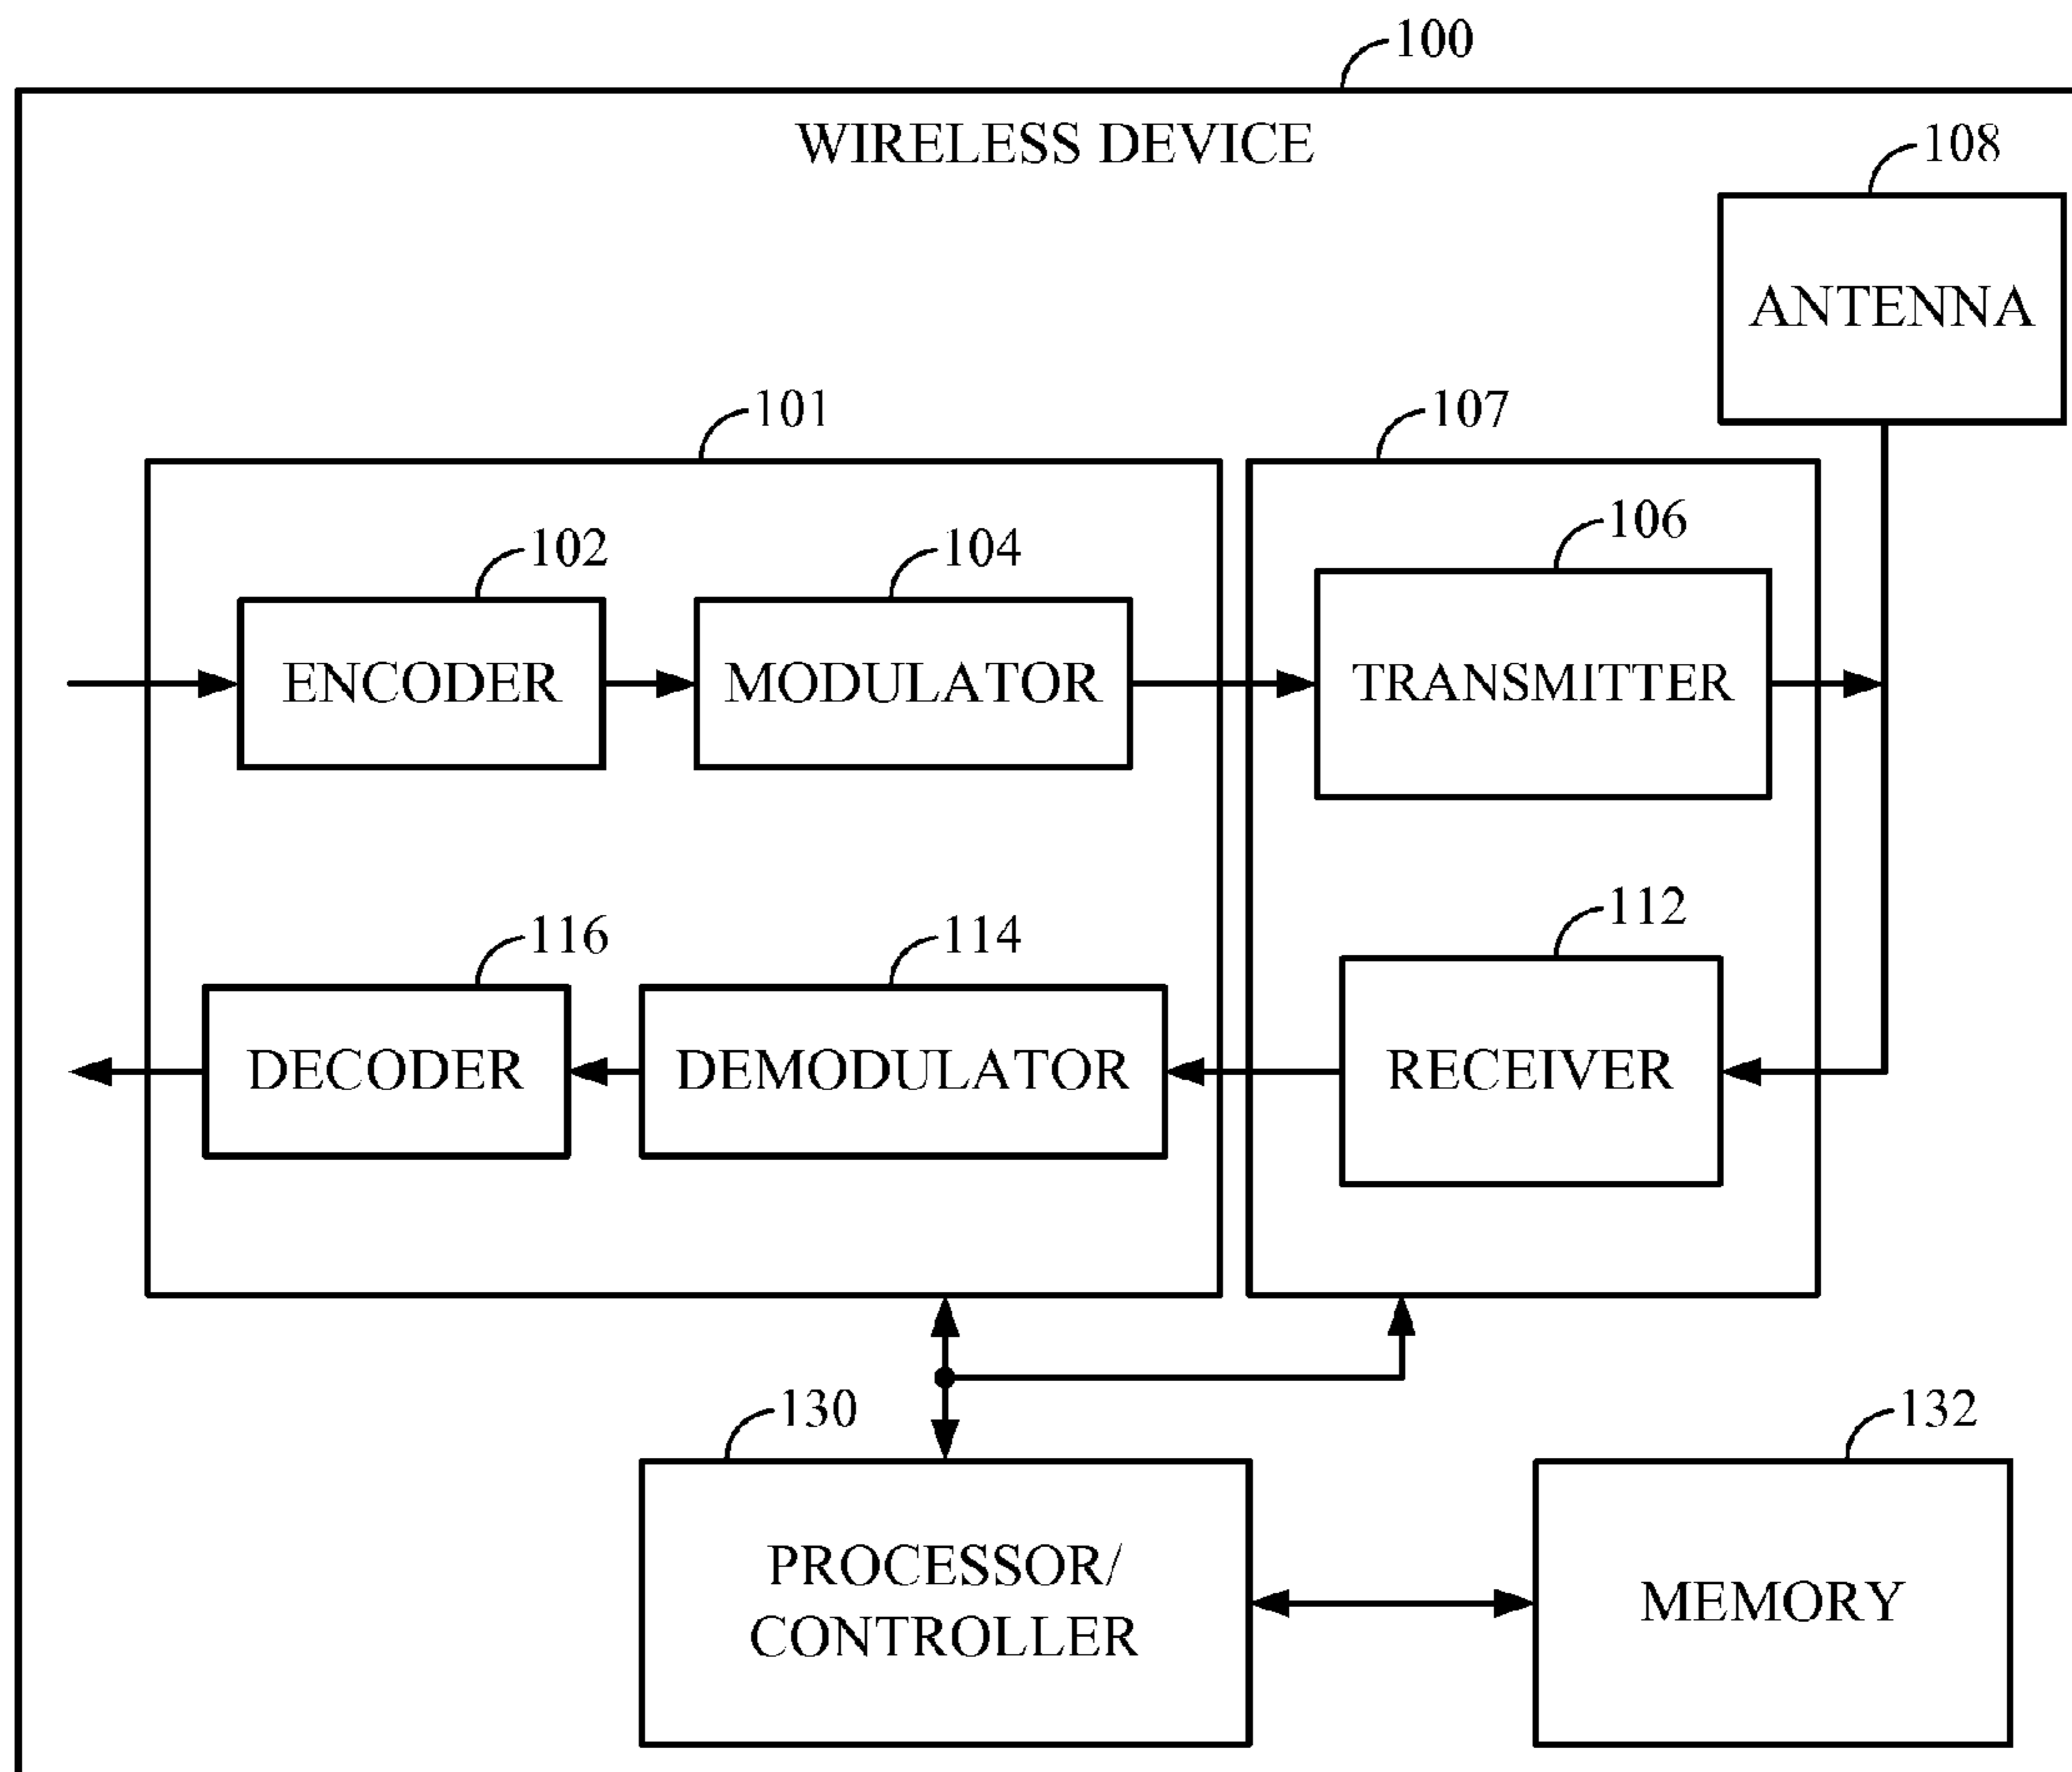 100
WIRELESS DEVICE
108
ANTENNA
101
107
102
104
106
ENCODER
MODULATOR
TRANSMITTER
116
114
112
DECODER
DEMODULATOR
RECEIVER
130
132
PROCESSOR/
CONTROLLER
MEMORY